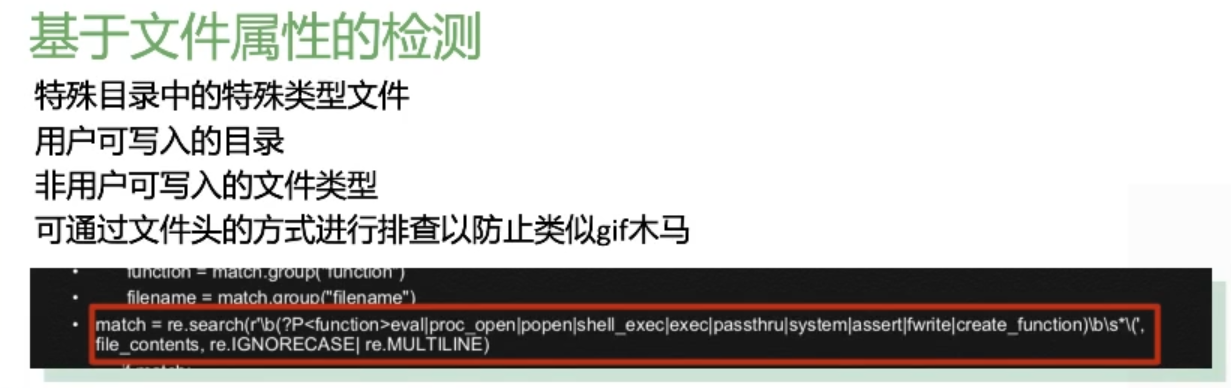 基于文件属性的检测
特殊目录中的特殊类型文件
用户可写入的目录
非用户可写入的文件类型
可通过文件头的方式进行排查以防止类似gif木马
• function = match.group("function")
• filename = match.group("filename")
• match = re.search(r'\b(?P<function>eval|proc_open|popen|shell_exec|exec|passthru|system|assert|fwrite|create_function)\b\s*\(',
file_contents, re.IGNORECASE| re.MULTILINE)